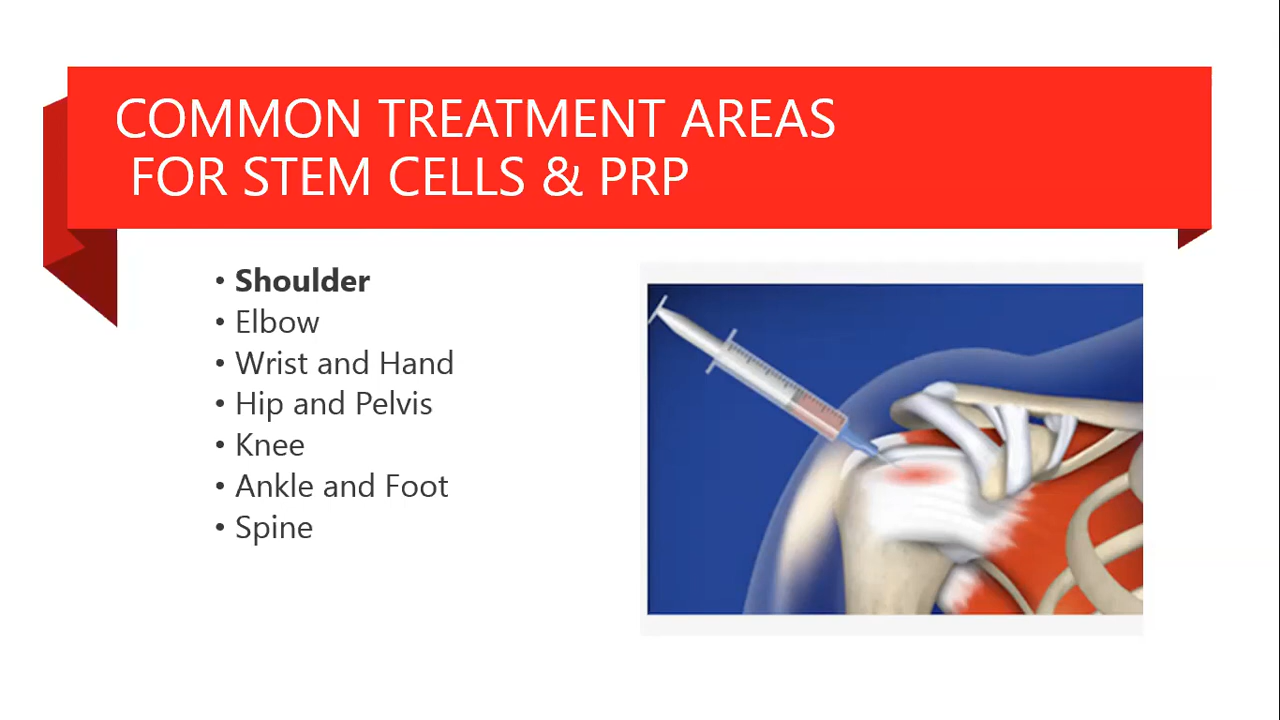 COMMON TREATMENT AREAS
FOR STEM CELLS & PRP
• Shoulder
• Elbow
• Wrist and Hand
• Hip and Pelvis
• Knee
• Ankle and Foot
• Spine